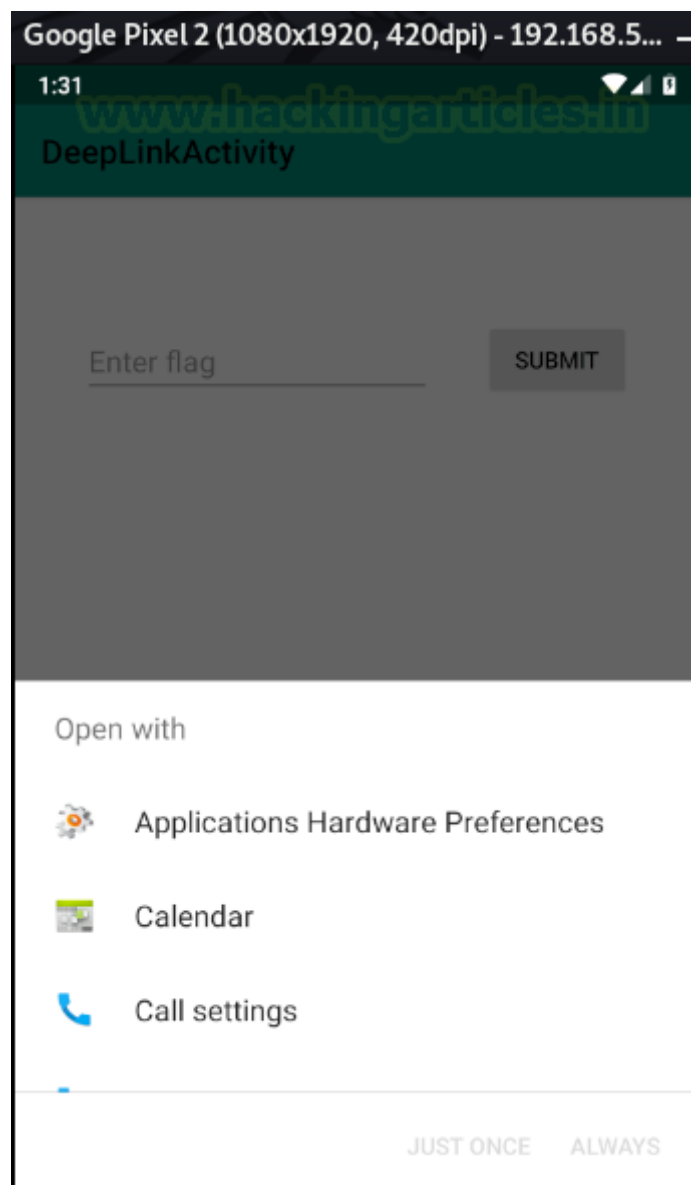 Google Pixel 2 (1080x1920, 420dpi) - 192.168.5... –
1:31
www.hackingarticles.in
DeepLinkActivity
Enter flag
SUBMIT
Open with
Applications Hardware Preferences
Calendar
Call settings
JUST ONCE ALWAYS